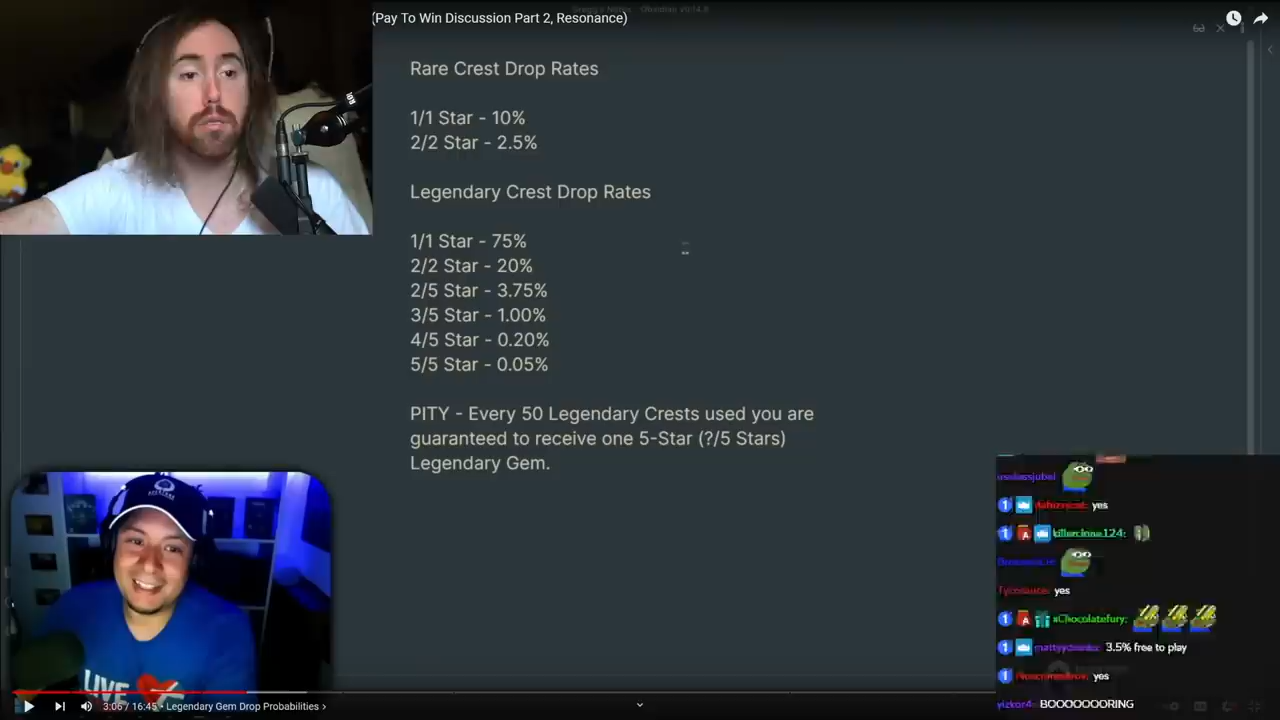 (Pay To Win Discussion Part 2, Resonance)
Rare Crest Drop Rates
1/1 Star - 10%
2/2 Star - 2.5%
Legendary Crest Drop Rates
1/1 Star - 75%
2/2 Star - 20%
2/5 Star - 3.75%
3/5 Star - 1.00%
4/5 Star - 0.20%
5/5 Star - 0.05%
PITY - Every 50 Legendary Crests used you are
guaranteed to receive one 5-Star (?/5 Stars)
Legendary Gem.
yes
yes
xChocolatefury:
3.5% free to play
yes
yizkor4: BOOOOOOORING
LIVE
3:06 / 16:45 • Legendary Gem Drop Probabilities >